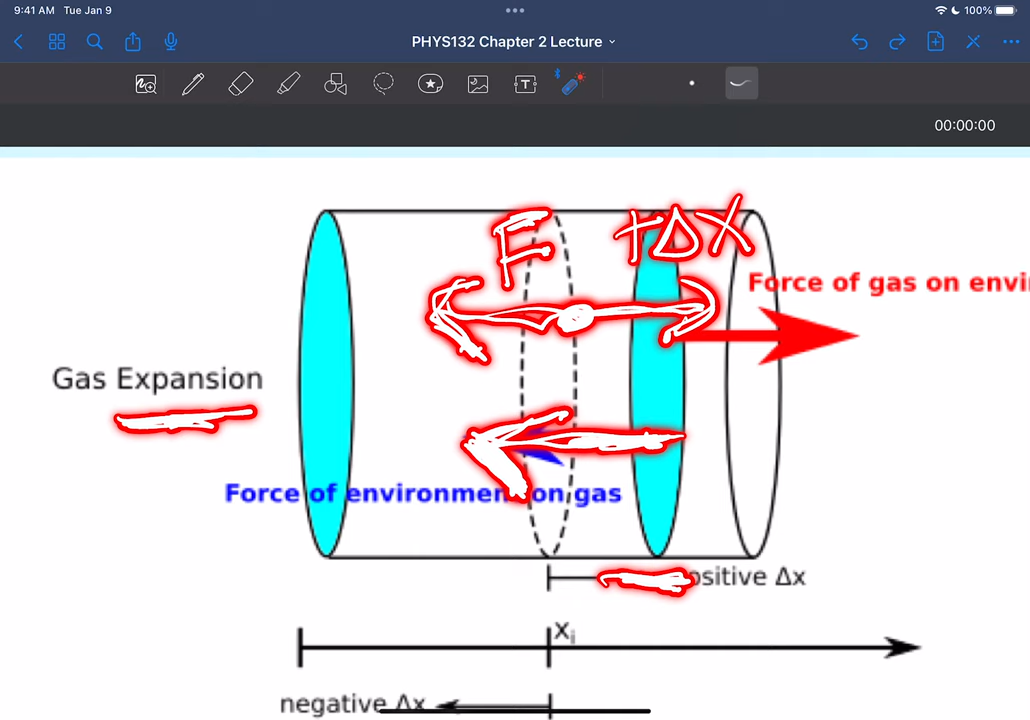 9:41 AM Tue Jan 9
100%
PHYS132 Chapter 2 Lecture
00:00:00
F +ΔX
Force of gas on envi
Gas Expansion
Force of environment on gas
ositive Δx
xi
negative Δx